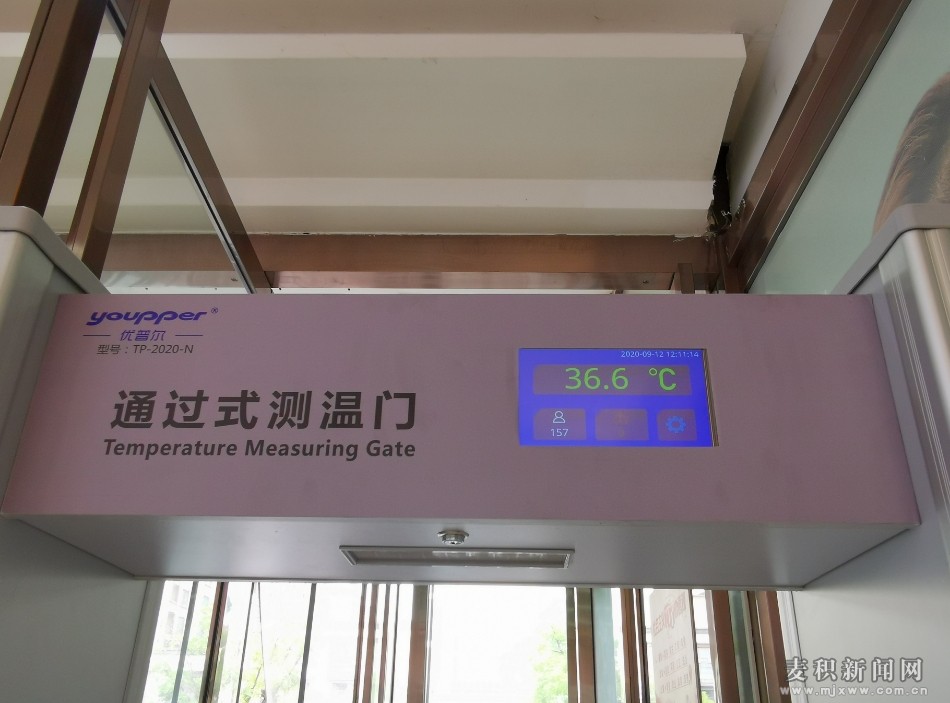 youpper®
优普尔
型号：TP-2020-N
通过式测温门
Temperature Measuring Gate
2020-09-12 12:11:14
36.6 ℃
157
麦积新闻网
www.mjxww.com.cn